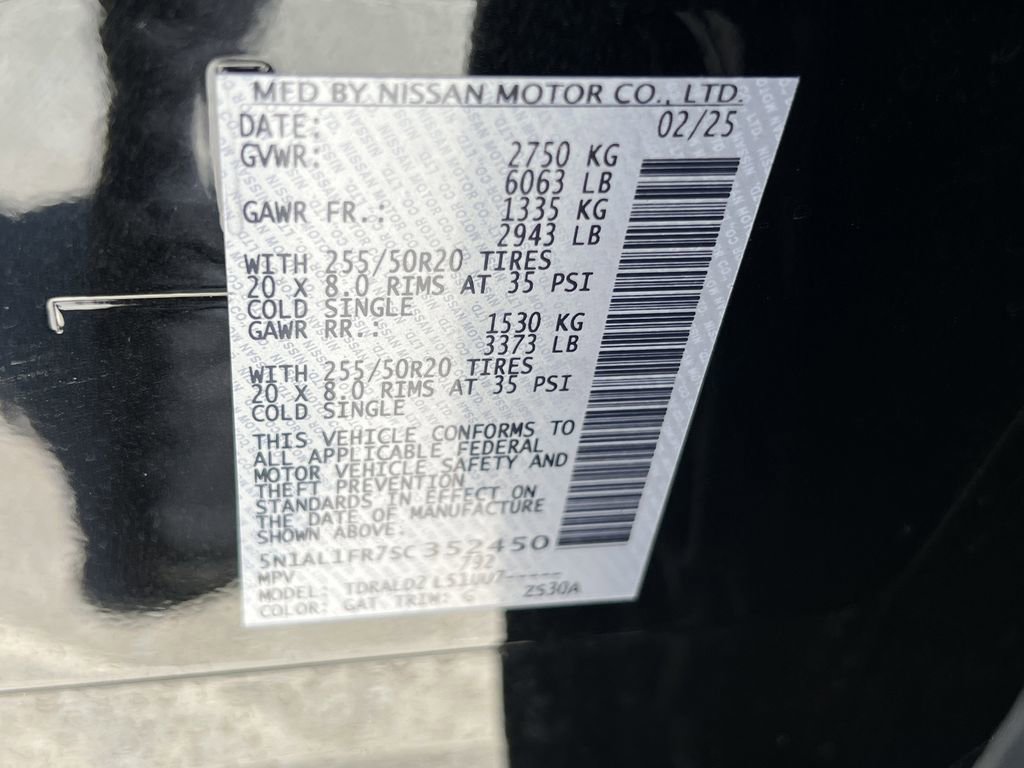 MFD BY NISSAN MOTOR CO., LTD.
DATE: 02/25
GVWR: 2750 KG
6063 LB
GAWR FR.: 1335 KG
2943 LB
WITH 255/50R20 TIRES
20 X 8.0 RIMS AT 35 PSI
COLD SINGLE
GAWR RR.: 1530 KG
3373 LB
WITH 255/50R20 TIRES
20 X 8.0 RIMS AT 35 PSI
COLD SINGLE
THIS VEHICLE CONFORMS TO
ALL APPLICABLE FEDERAL
MOTOR VEHICLE SAFETY AND
THEFT PREVENTION
STANDARDS IN EFFECT ON
THE DATE OF MANUFACTURE
SHOWN ABOVE.
5N1AL1FR7SC352450
MPV 792
MODEL:
COLOR: GAT TRIM: G ZS30A